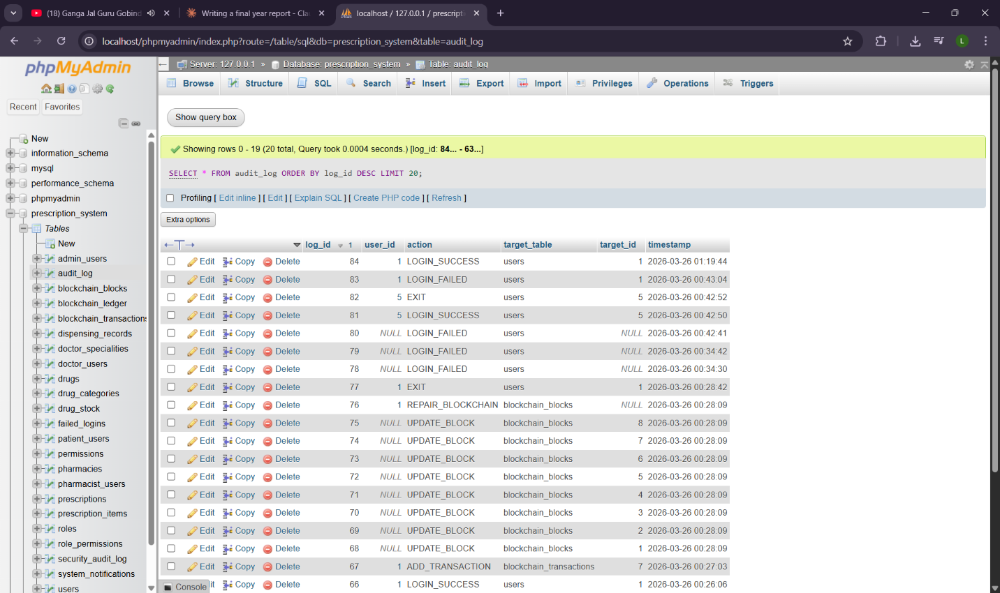 (18) Ganga Jal Guru Gobind
Writing a final year report - Cla
localhost / 127.0.0.1 / prescripti
localhost/phpmyadmin/index.php?route=/table/sql&db=prescription_system&table=audit_log
L
phpMyAdmin
Recent Favorites
New
information_schema
mysql
performance_schema
phpmyadmin
prescription_system
Tables
New
admin_users
audit_log
blockchain_blocks
blockchain_ledger
blockchain_transactions
dispensing_records
doctor_specialities
doctor_users
drugs
drug_categories
drug_stock
failed_logins
patient_users
permissions
pharmacies
pharmacist_users
prescriptions
prescription_items
roles
role_permissions
security_audit_log
system_notifications
users
Server: 127.0.0.1 » Database: prescription_system » Table: audit_log
Browse Structure SQL Search Insert Export Import Privileges Operations Triggers
Show query box
Showing rows 0 - 19 (20 total, Query took 0.0004 seconds.) [log_id: 84... - 63...]
SELECT * FROM audit_log ORDER BY log_id DESC LIMIT 20;
Profiling [ Edit inline ] [ Edit ] [ Explain SQL ] [ Create PHP code ] [ Refresh ]
Extra options
log_id 1 user_id action target_table target_id timestamp
Edit Copy Delete 84 1 LOGIN_SUCCESS users 1 2026-03-26 01:19:44
Edit Copy Delete 83 1 LOGIN_FAILED users 1 2026-03-26 00:43:04
Edit Copy Delete 82 5 EXIT users 5 2026-03-26 00:42:52
Edit Copy Delete 81 5 LOGIN_SUCCESS users 5 2026-03-26 00:42:50
Edit Copy Delete 80 NULL LOGIN_FAILED users NULL 2026-03-26 00:42:41
Edit Copy Delete 79 NULL LOGIN_FAILED users NULL 2026-03-26 00:34:42
Edit Copy Delete 78 NULL LOGIN_FAILED users NULL 2026-03-26 00:34:30
Edit Copy Delete 77 1 EXIT users 1 2026-03-26 00:28:42
Edit Copy Delete 76 1 REPAIR_BLOCKCHAIN blockchain_blocks NULL 2026-03-26 00:28:09
Edit Copy Delete 75 NULL UPDATE_BLOCK blockchain_blocks 8 2026-03-26 00:28:09
Edit Copy Delete 74 NULL UPDATE_BLOCK blockchain_blocks 7 2026-03-26 00:28:09
Edit Copy Delete 73 NULL UPDATE_BLOCK blockchain_blocks 6 2026-03-26 00:28:09
Edit Copy Delete 72 NULL UPDATE_BLOCK blockchain_blocks 5 2026-03-26 00:28:09
Edit Copy Delete 71 NULL UPDATE_BLOCK blockchain_blocks 4 2026-03-26 00:28:09
Edit Copy Delete 70 NULL UPDATE_BLOCK blockchain_blocks 3 2026-03-26 00:28:09
Edit Copy Delete 69 NULL UPDATE_BLOCK blockchain_blocks 2 2026-03-26 00:28:09
Edit Copy Delete 68 NULL UPDATE_BLOCK blockchain_blocks 1 2026-03-26 00:28:09
Edit Copy Delete 67 1 ADD_TRANSACTION blockchain_transactions 7 2026-03-26 00:27:03
Console it Copy Delete 66 1 LOGIN_SUCCESS users 1 2026-03-26 00:26:06